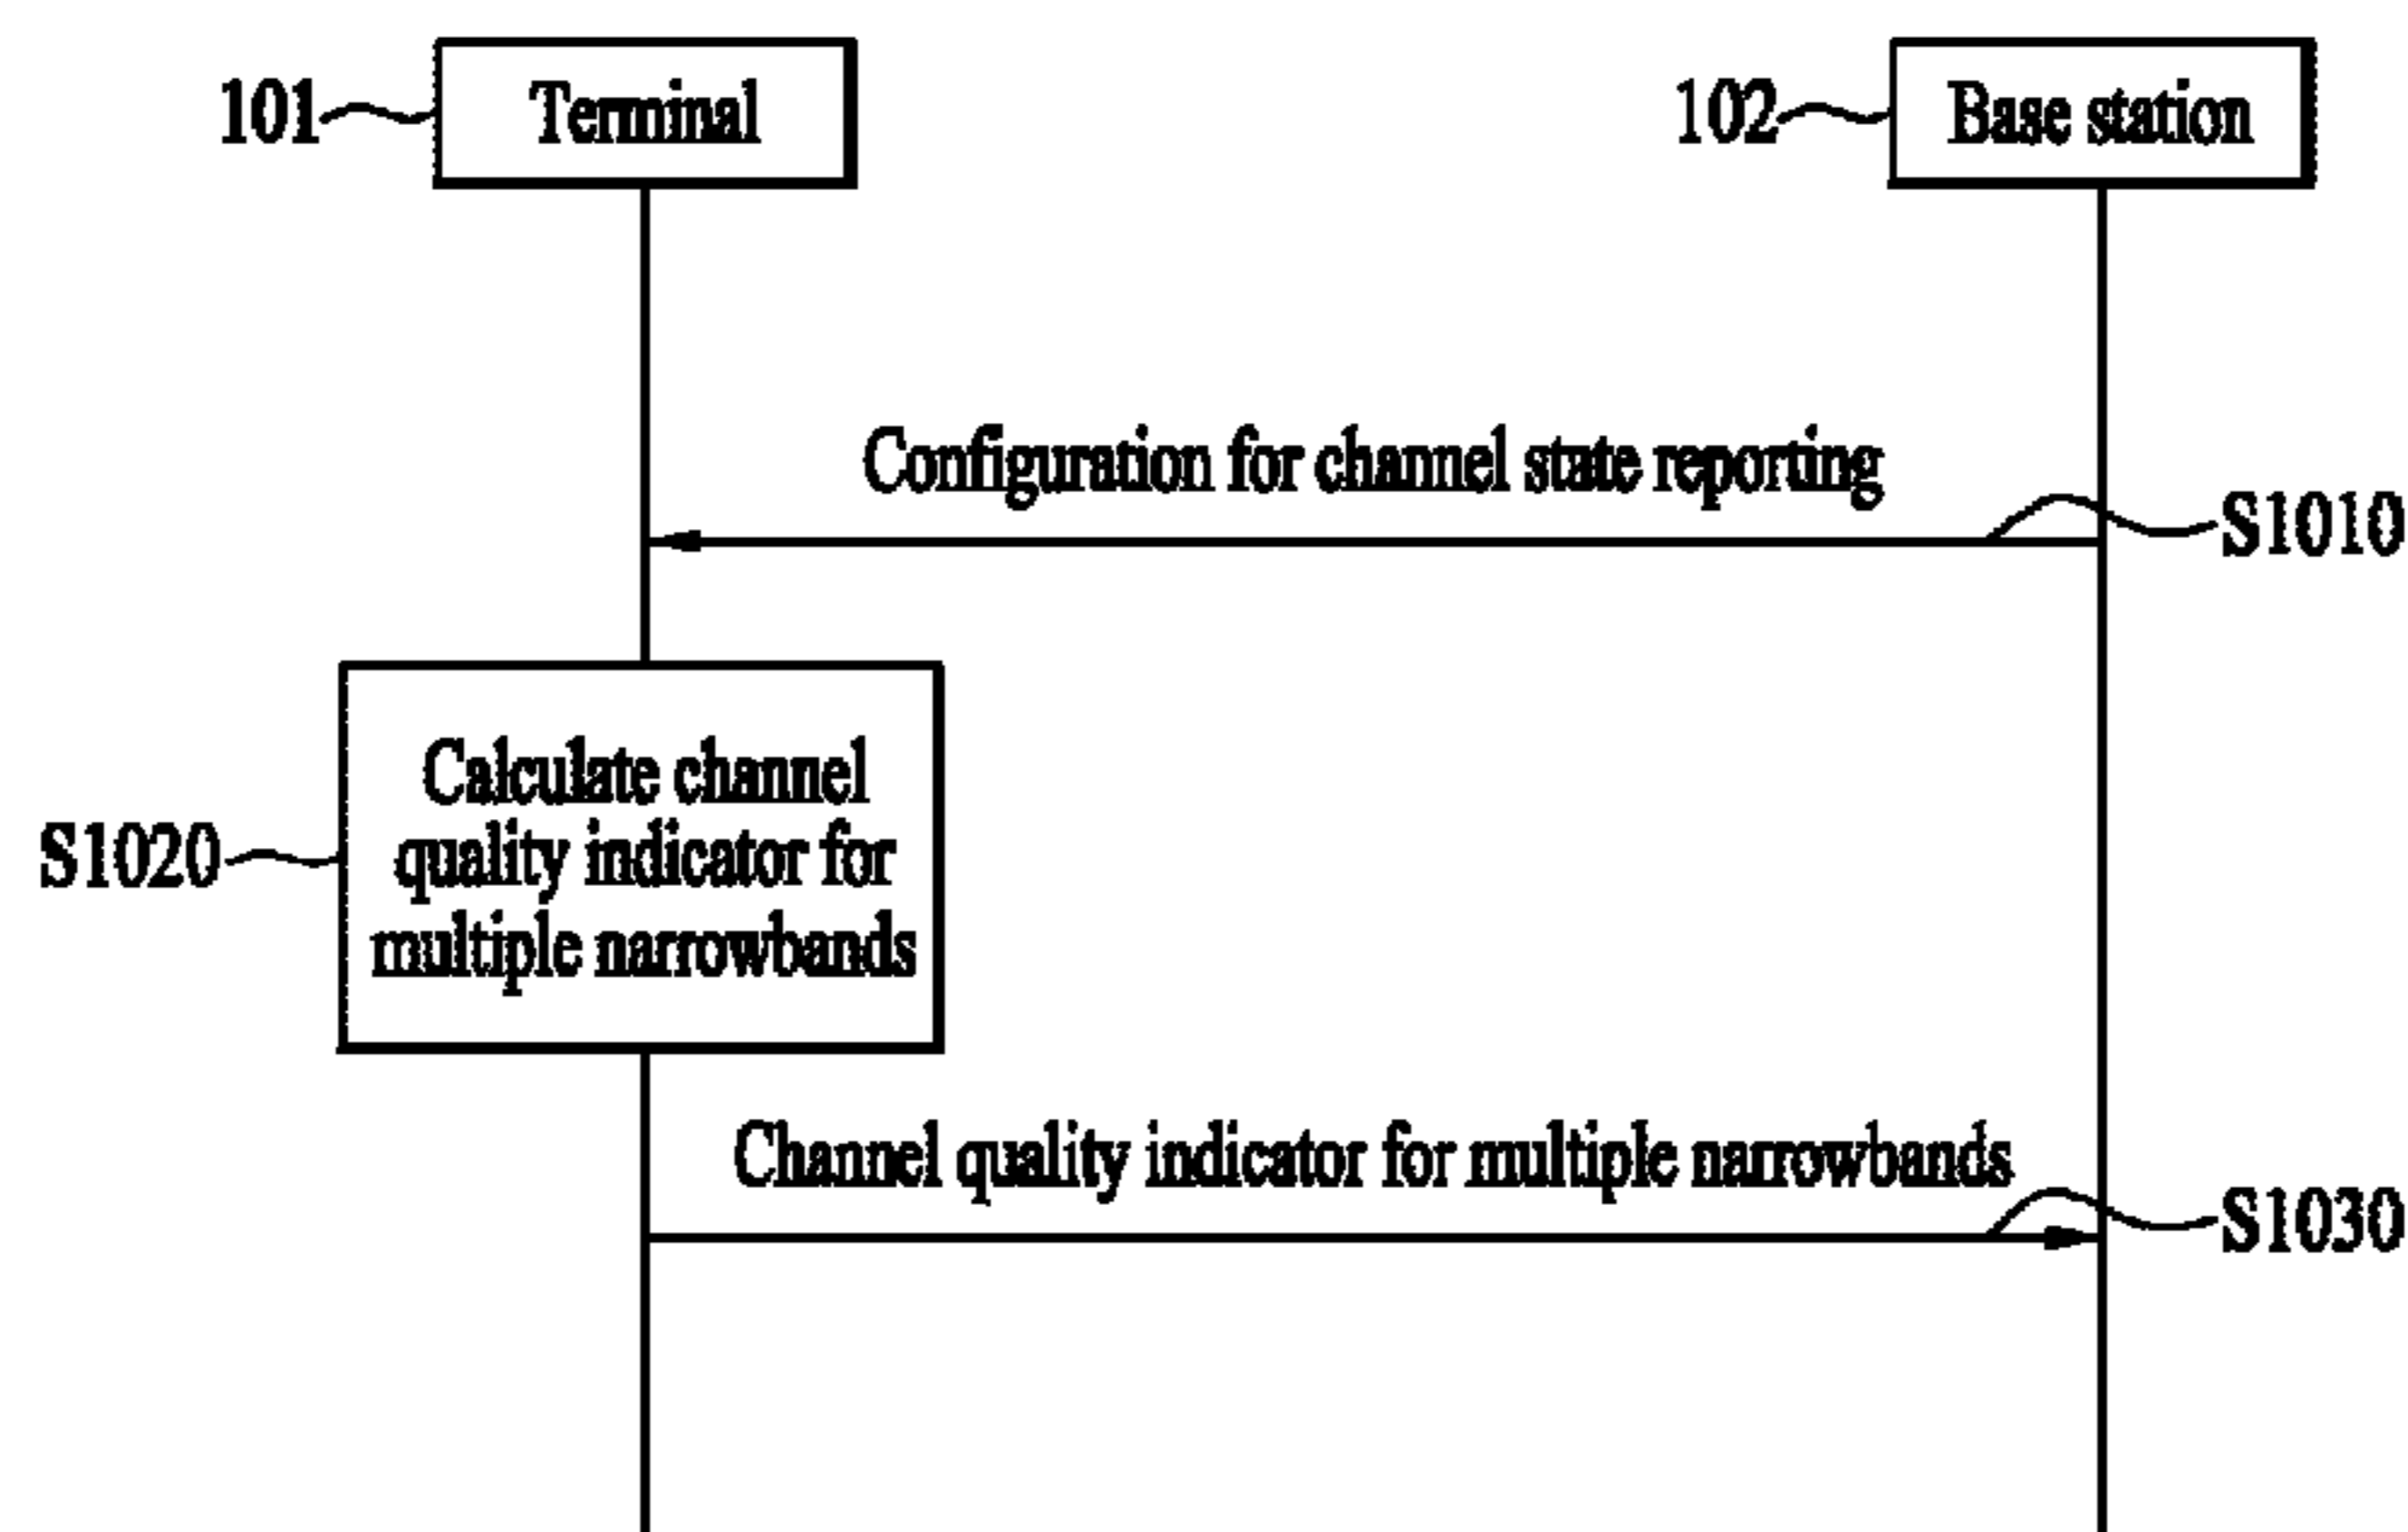 101
Terminal
102
Base station
Configuration for channel state reporting
S1010
Calculate channel
quality indicator for
multiple narrowbands
S1020
Channel quality indicator for multiple narrowbands
S1030